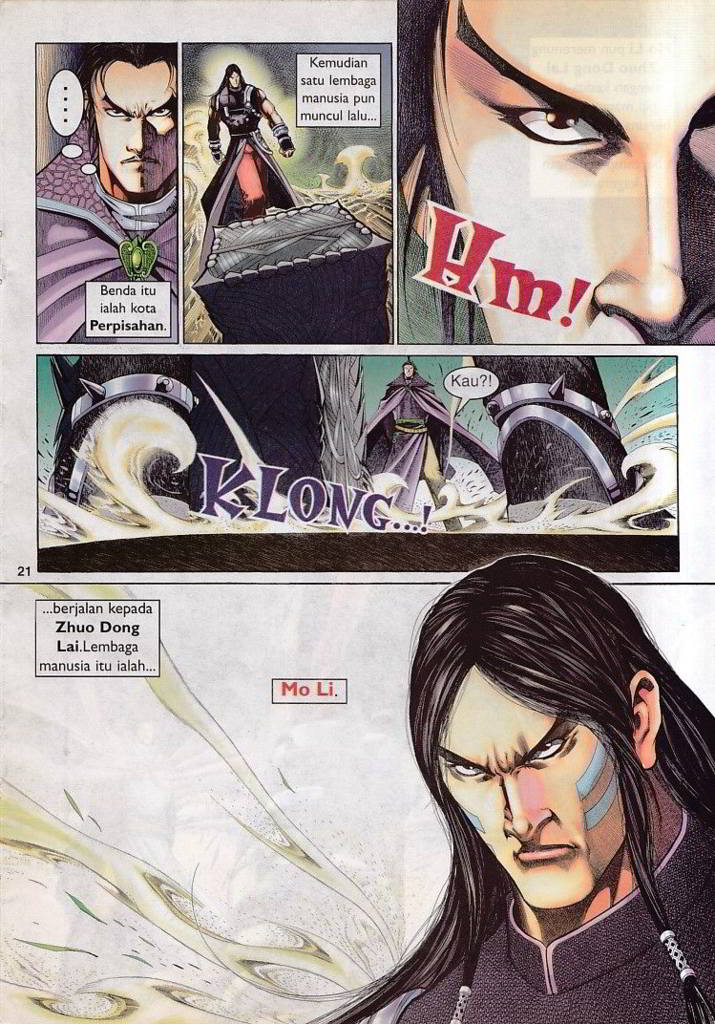 ....
Benda itu
ialah kota
Perpisahan.
Kemudian
satu lembaga
manusia pun
muncul lalu...
Hm!
Kau?!
KLONG...!
21
...berjalan kepada
Zhuo Dong
Lai.Lembaga
manusia itu ialah...
Mo Li.